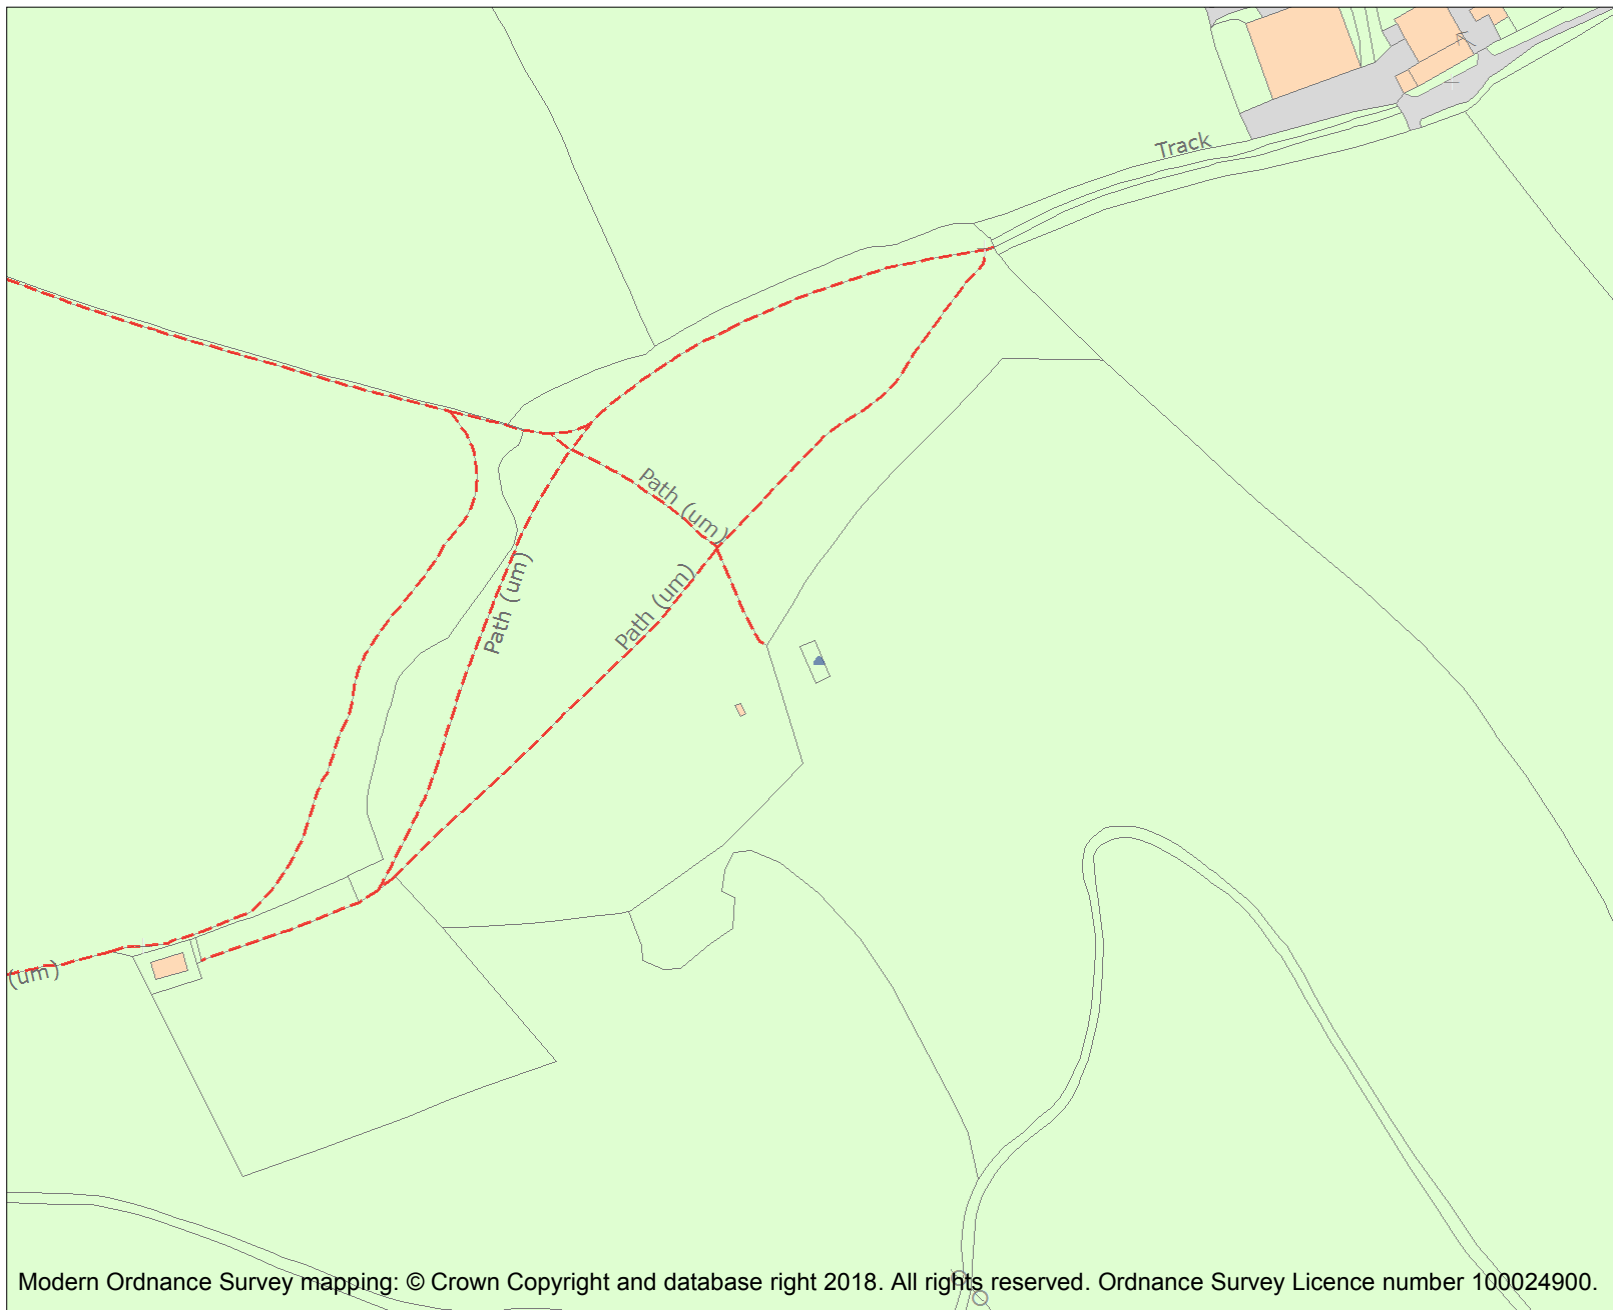 Track
Path (um)
Path (um)
Path (um)
(um)
Modern Ordnance Survey mapping: © Crown Copyright and database right 2018. All rights reserved. Ordnance Survey Licence number 100024900.